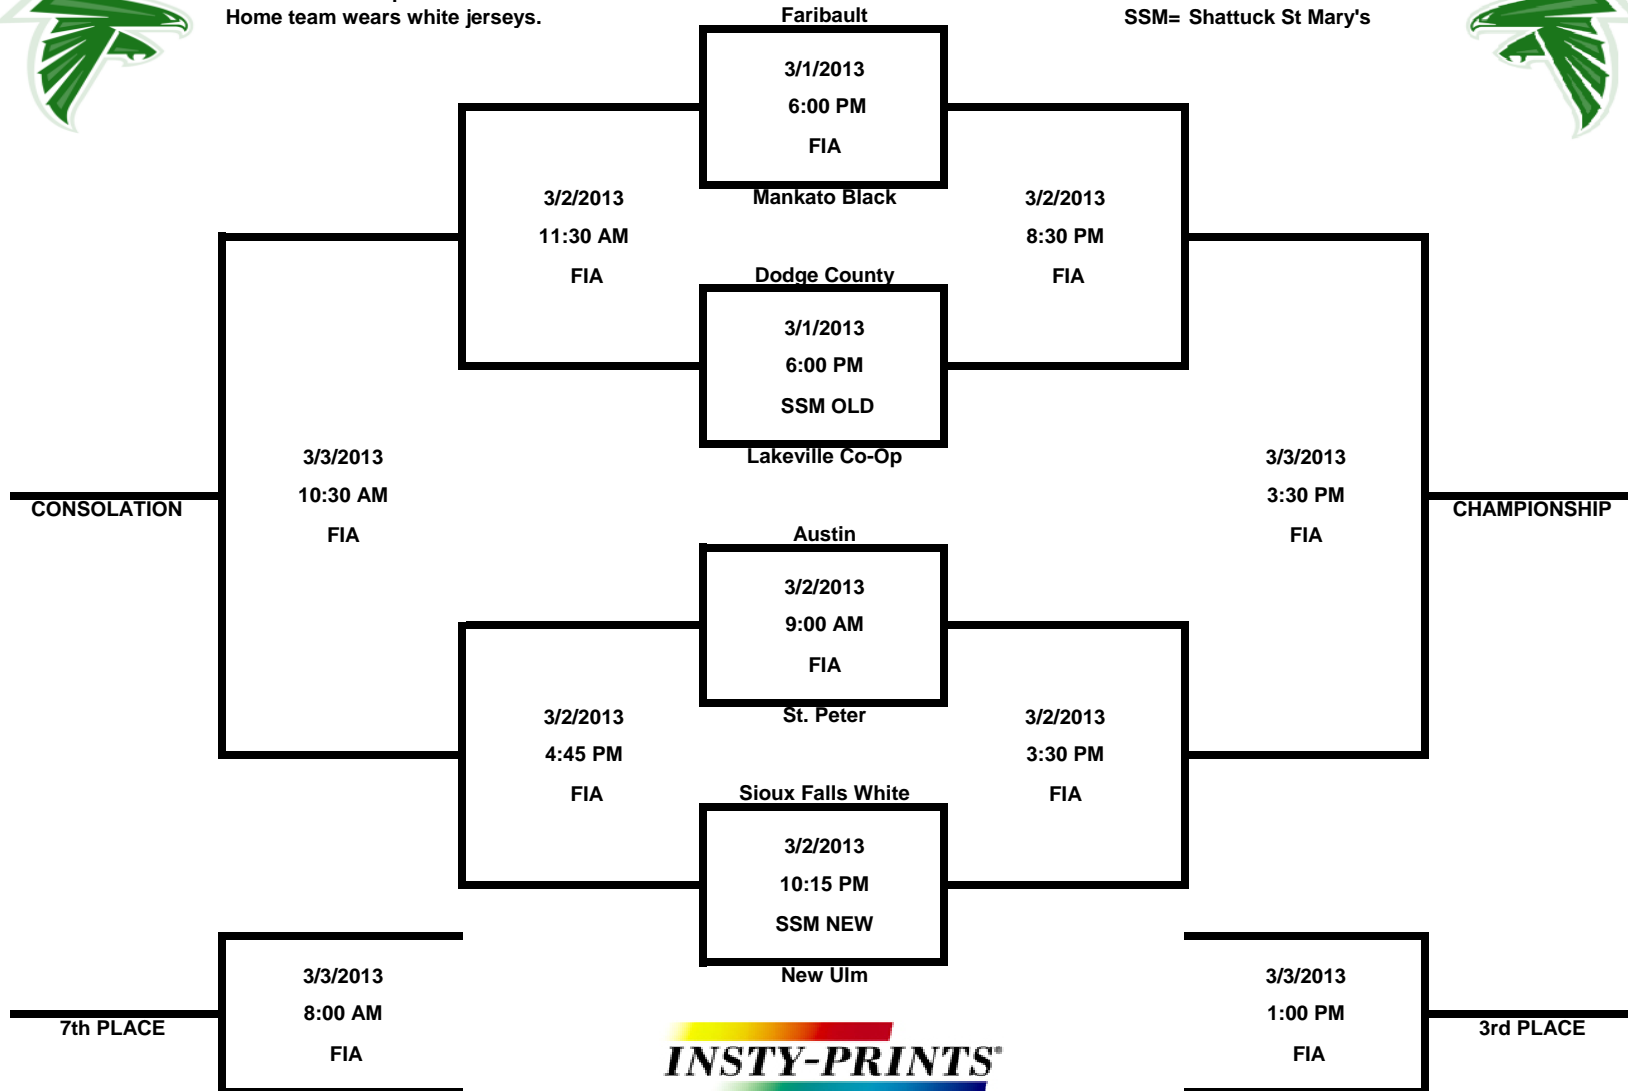 Home team wears white jerseys.
Faribault
SSM= Shattuck St Mary's
3/1/2013
6:00 PM
FIA
Mankato Black
3/2/2013
11:30 AM
FIA
3/2/2013
8:30 PM
FIA
Dodge County
3/1/2013
6:00 PM
SSM OLD
Lakeville Co-Op
3/3/2013
10:30 AM
FIA
CONSOLATION
3/3/2013
3:30 PM
FIA
CHAMPIONSHIP
Austin
3/2/2013
9:00 AM
FIA
St. Peter
3/2/2013
4:45 PM
FIA
3/2/2013
3:30 PM
FIA
Sioux Falls White
3/2/2013
10:15 PM
SSM NEW
New Ulm
3/3/2013
8:00 AM
FIA
7th PLACE
3/3/2013
1:00 PM
FIA
3rd PLACE
INSTY-PRINTS®